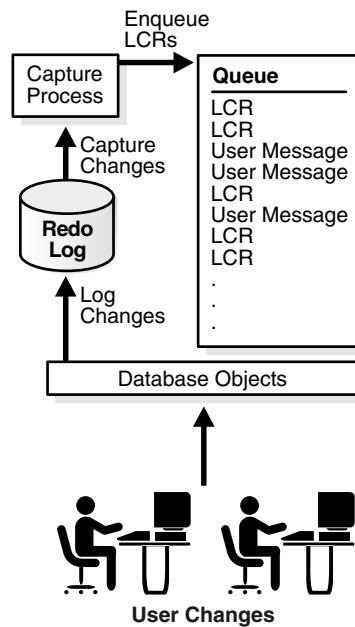 Enqueue
LCRs
Capture
Process
Queue
LCR
LCR
User Message
User Message
LCR
User Message
LCR
LCR
.
.
.
Capture
Changes
Redo
Log
Log
Changes
Database Objects
User Changes